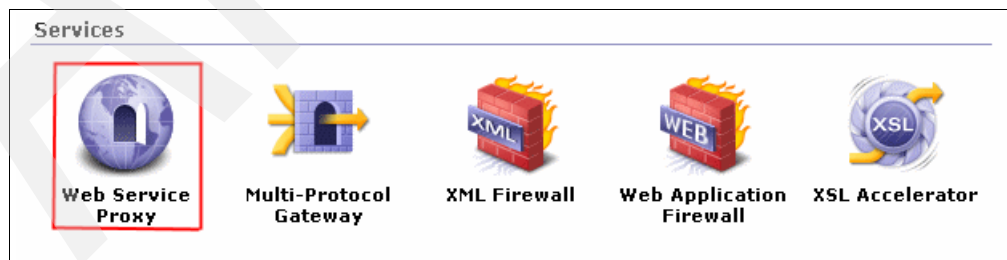 Services
XML
WEB
XSL
Web Service
Proxy
Multi-Protocol
Gateway
XML Firewall
Web Application
Firewall
XSL Accelerator